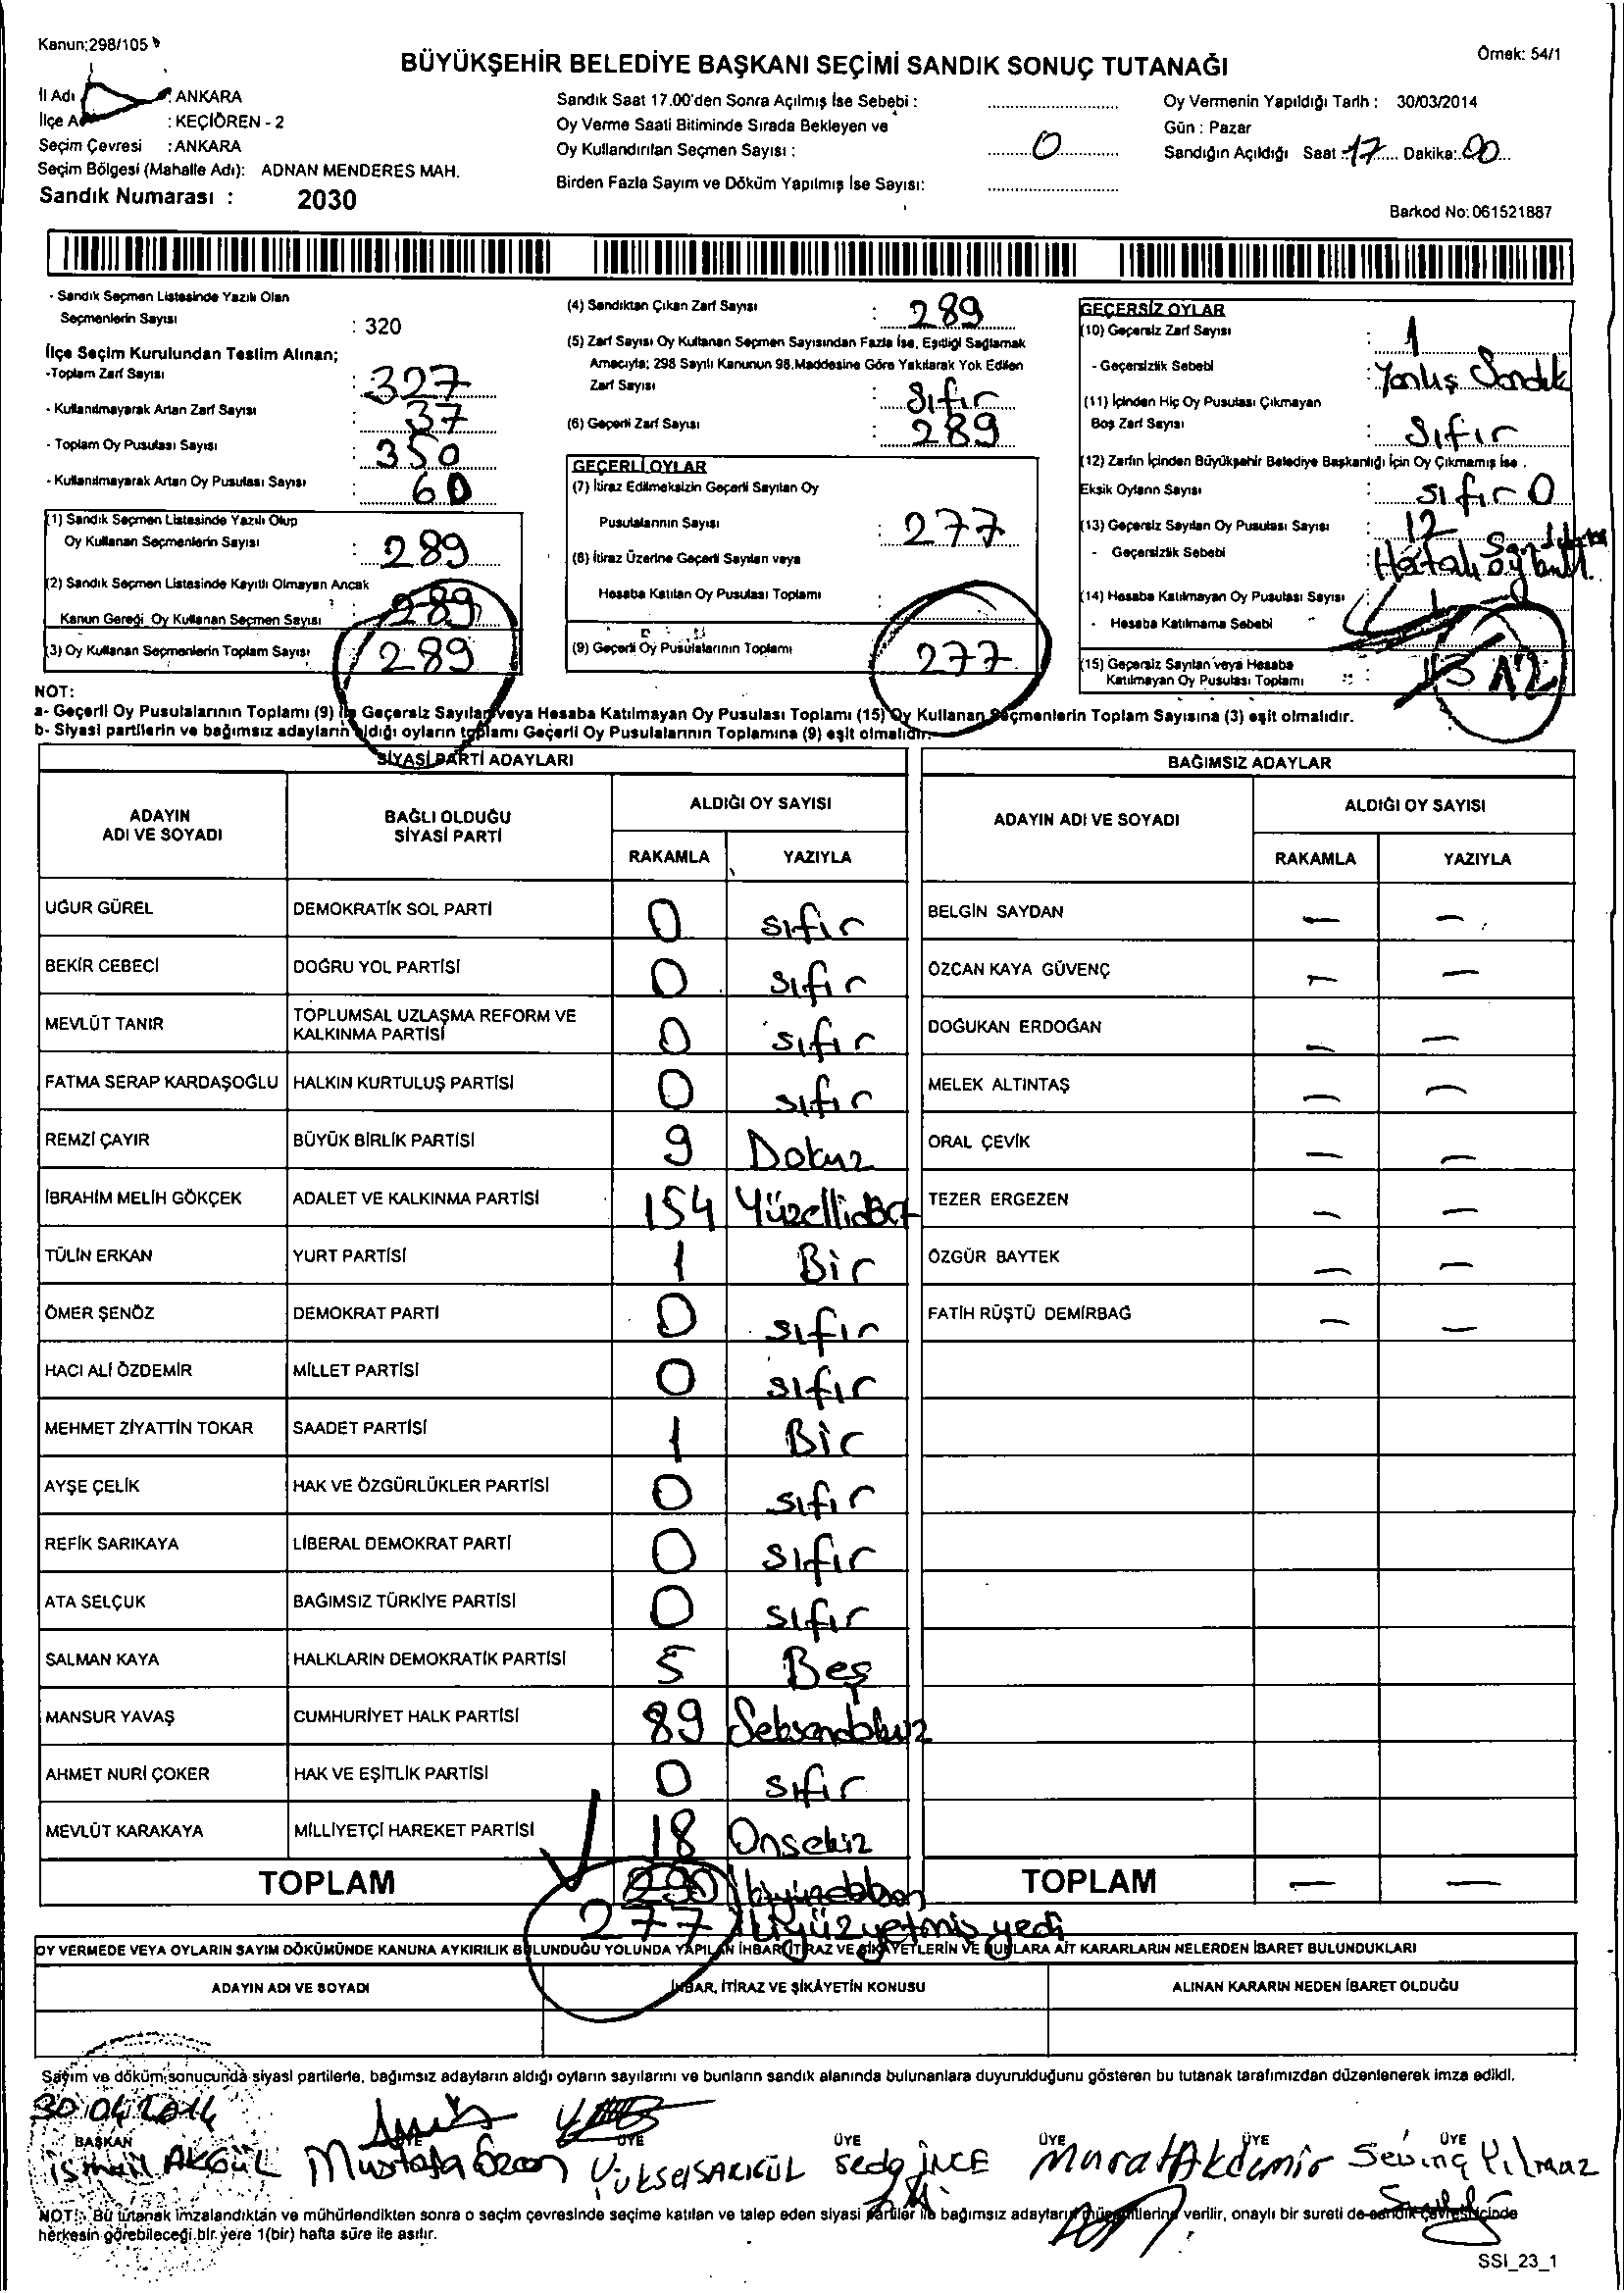 Kanun:298/105
Örnek: 54/1
BÜYÜKŞEHİR BELEDİYE BAŞKANI SEÇİMİ SANDIK SONUÇ TUTANAĞI
İl Adı : ANKARA
İlçe A : KEÇİÖREN - 2
Seçim Çevresi : ANKARA
Seçim Bölgesi (Mahalle Adı): ADNAN MENDERES MAH.
Sandık Numarası : 2030
Sandık Saat 17.00'den Sonra Açılmış İse Sebebi :
Oy Verme Saati Bitiminde Sırada Bekleyen ve
Oy Kullandırılan Seçmen Sayısı : 0
Birden Fazla Sayım ve Döküm Yapılmış İse Sayısı:
Oy Vermenin Yapıldığı Tarih : 30/03/2014
Gün : Pazar
Sandığın Açıldığı Saat : 17 Dakika: 00
Barkod No: 061521887
- Sandık Seçmen Listesinde Yazılı Olan
Seçmenlerin Sayısı : 320
İlçe Seçim Kurulundan Teslim Alınan;
-Toplam Zarf Sayısı : 327
- Kullanılmayarak Artan Zarf Sayısı : 37
- Toplam Oy Pusulası Sayısı : 350
- Kullanılmayarak Artan Oy Pusulası Sayısı : 60
(1) Sandık Seçmen Listesinde Yazılı Olup
Oy Kullanan Seçmenlerin Sayısı : 289
(2) Sandık Seçmen Listesinde Kayıtlı Olmayan Ancak
Kanun Gereği Oy Kullanan Seçmen Sayısı 289
(3) Oy Kullanan Seçmenlerin Toplam Sayısı 289
(4) Sandıktan Çıkan Zarf Sayısı : 289
(5) Zarf Sayısı Oy Kullanan Seçmen Sayısından Fazla İse, Eşitliği Sağlamak
Amacıyla; 298 Sayılı Kanunun 98.Maddesine Göre Yakılarak Yok Edilen
Zarf Sayısı : Sıfır
(6) Geçerli Zarf Sayısı : 289
GEÇERLİ OYLAR
(7) İtiraz Edilmeksizin Geçerli Sayılan Oy
Pusulalarının Sayısı : 277
(8) İtiraz Üzerine Geçerli Sayılan veya
Hesaba Katılan Oy Pusulası Toplamı :
(9) Geçerli Oy Pusulalarının Toplamı 277
GEÇERSİZ OYLAR
(10) Geçersiz Zarf Sayısı : 1
- Geçersizlik Sebebi : Yanlış Sandık
(11) İçinden Hiç Oy Pusulası Çıkmayan
Boş Zarf Sayısı : Sıfır
(12) Zarfın İçinden Büyükşehir Belediye Başkanlığı İçin Oy Çıkmamış İse ,
Eksik Oyların Sayısı : sıfır 0
(13) Geçersiz Sayılan Oy Pusulası Sayısı : 12
- Geçersizlik Sebebi : Hatalı oy
(14) Hesaba Katılmayan Oy Pusulası Sayısı :
- Hesaba Katılmama Sebebi
(15) Geçersiz Sayılan veya Hesaba
Katılmayan Oy Pusulası Toplamı : 13 12
NOT:
a- Geçerli Oy Pusulalarının Toplamı (9) ile Geçersiz Sayılan veya Hesaba Katılmayan Oy Pusulası Toplamı (15) Oy Kullanan Seçmenlerin Toplam Sayısına (3) eşit olmalıdır.
b- Siyasi partilerin ve bağımsız adayların aldığı oyların toplamı Geçerli Oy Pusulalarının Toplamına (9) eşit olmalıdır.
SİYASİ PARTİ ADAYLARI
BAĞIMSIZ ADAYLAR
ADAYIN ADI VE SOYADI
BAĞLI OLDUĞU SİYASİ PARTİ
ALDIĞI OY SAYISI
RAKAMLA YAZIYLA
ADAYIN ADI VE SOYADI
ALDIĞI OY SAYISI
RAKAMLA YAZIYLA
UĞUR GÜREL DEMOKRATİK SOL PARTİ 0 sıfır BELGİN SAYDAN — —
BEKİR CEBECİ DOĞRU YOL PARTİSİ 0 sıfır ÖZCAN KAYA GÜVENÇ — —
MEVLÜT TANIR TOPLUMSAL UZLAŞMA REFORM VE KALKINMA PARTİSİ 0 sıfır DOĞUKAN ERDOĞAN — —
FATMA SERAP KARDAŞOĞLU HALKIN KURTULUŞ PARTİSİ 0 sıfır MELEK ALTINTAŞ — —
REMZİ ÇAYIR BÜYÜK BİRLİK PARTİSİ 9 Dokuz ORAL ÇEVİK — —
İBRAHİM MELİH GÖKÇEK ADALET VE KALKINMA PARTİSİ 154 Yüzellidört TEZER ERGEZEN — —
TÜLİN ERKAN YURT PARTİSİ 1 Bir ÖZGÜR BAYTEK — —
ÖMER ŞENÖZ DEMOKRAT PARTİ 0 sıfır FATİH RÜŞTÜ DEMİRBAĞ — —
HACI ALİ ÖZDEMİR MİLLET PARTİSİ 0 sıfır
MEHMET ZİYATTİN TOKAR SAADET PARTİSİ 1 Bir
AYŞE ÇELİK HAK VE ÖZGÜRLÜKLER PARTİSİ 0 sıfır
REFİK SARIKAYA LİBERAL DEMOKRAT PARTİ 0 sıfır
ATA SELÇUK BAĞIMSIZ TÜRKİYE PARTİSİ 0 sıfır
SALMAN KAYA HALKLARIN DEMOKRATİK PARTİSİ 5 Beş
MANSUR YAVAŞ CUMHURİYET HALK PARTİSİ 89 Seksendokuz
AHMET NURİ ÇOKER HAK VE EŞİTLİK PARTİSİ 0 sıfır
MEVLÜT KARAKAYA MİLLİYETÇİ HAREKET PARTİSİ 18 Onsekiz
TOPLAM 290 ikiyüzdoksan TOPLAM — —
277 ikiyüzyetmiş yedi
OY VERMEDE VEYA OYLARIN SAYIM DÖKÜMÜNDE KANUNA AYKIRILIK BULUNDUĞU YOLUNDA YAPILAN İHBAR, İTİRAZ VE ŞİKAYETLERİN VE BUNLARA AİT KARARLARIN NELERDEN İBARET BULUNDUKLARI
ADAYIN ADI VE SOYADI İHBAR, İTİRAZ VE ŞİKÂYETİN KONUSU ALINAN KARARIN NEDEN İBARET OLDUĞU
Sayım ve döküm sonucunda siyasi partilerle, bağımsız adayların aldığı oyların sayılarını ve bunların sandık alanında bulunanlara duyurulduğunu gösteren bu tutanak tarafımızdan düzenlenerek imza edildi.
30 04 2014
BAŞKAN ÜYE ÜYE ÜYE ÜYE ÜYE ÜYE
İsmail AKGÜL Mustafa Özcan Yüksel SARIGÜL Seda İNCE Murat Akdemir Sevinç Yılmaz
NOT: Bu tutanak imzalandıktan ve mühürlendikten sonra o seçim çevresinde seçime katılan ve talep eden siyasi partiler ile bağımsız adayların müşahitlerine verilir, onaylı bir sureti de sandık çevresi içinde
herkesin görebileceği bir yere 1(bir) hafta süre ile asılır.
SSI_23_1